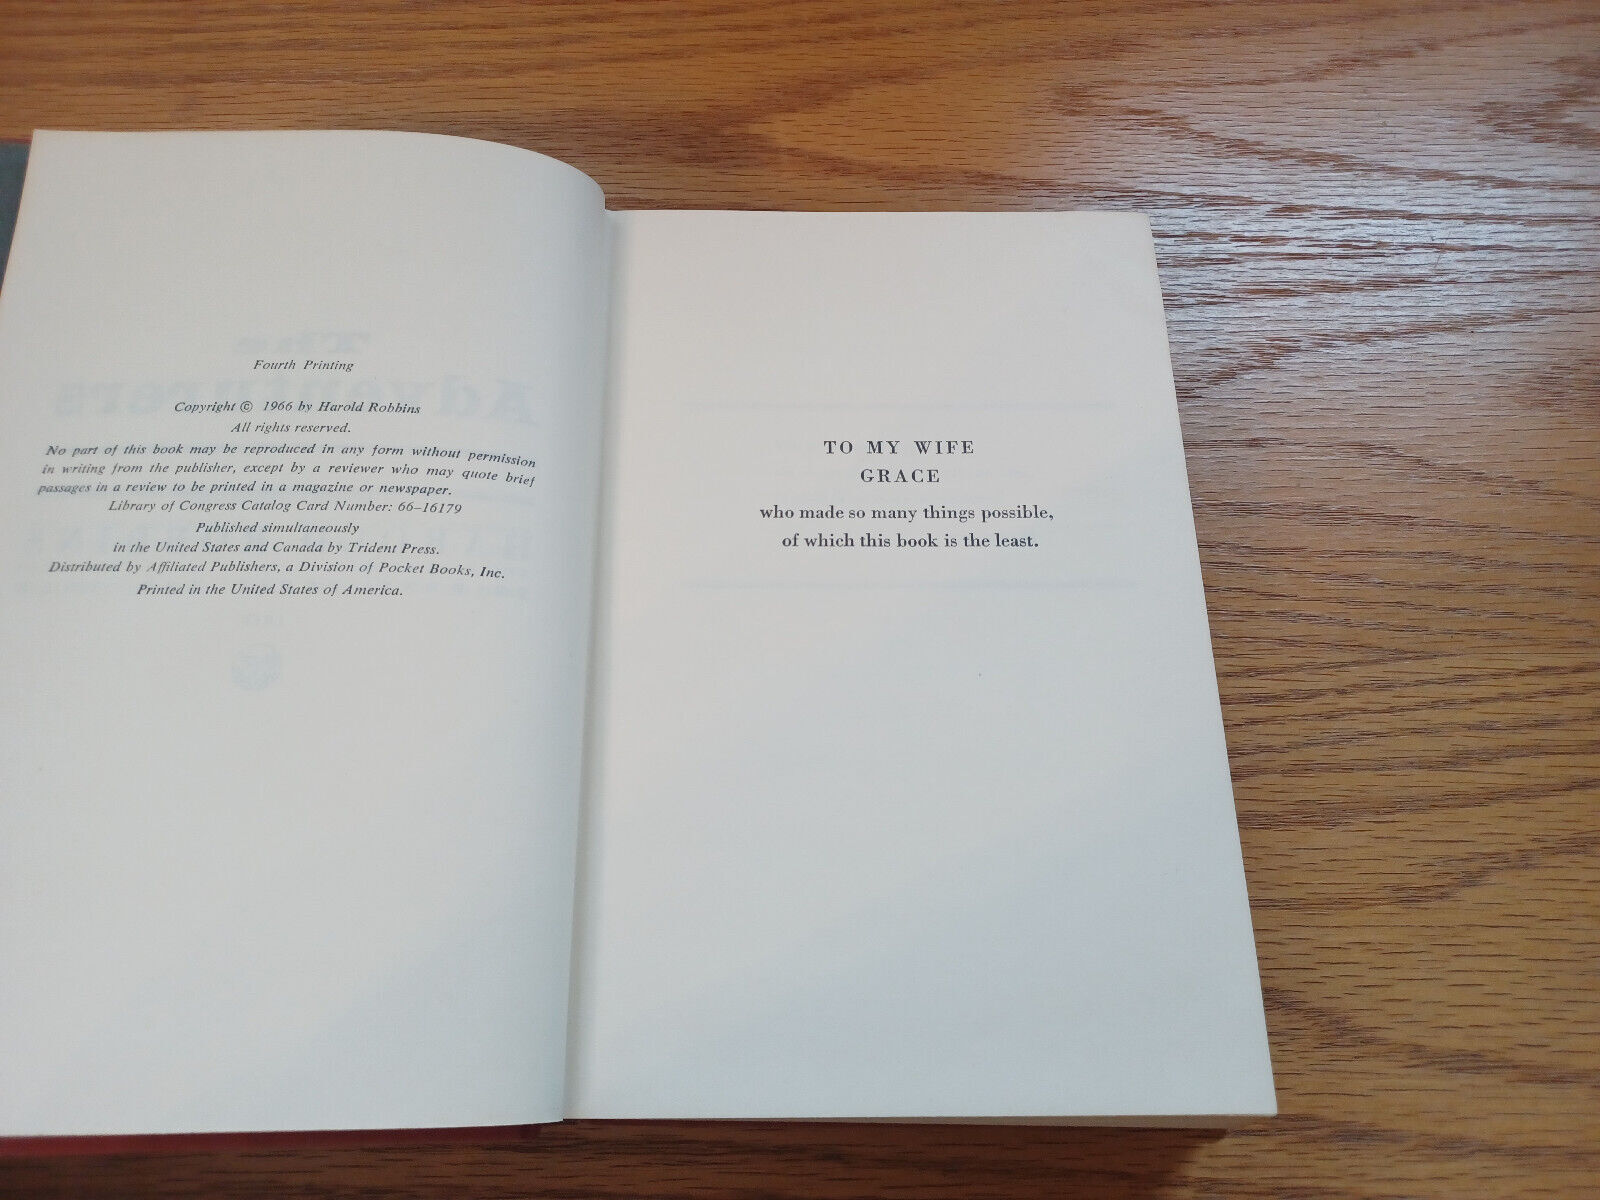 Fourth Printing
Copyright © 1966 by Harold Robbins
All rights reserved.
No part of this book may be reproduced in any form without permission
in writing from the publisher, except by a reviewer who may quote brief
passages in a review to be printed in a magazine or newspaper.
Library of Congress Catalog Card Number: 66-16179
Published simultaneously
in the United States and Canada by Trident Press.
Distributed by Affiliated Publishers, a Division of Pocket Books, Inc.
Printed in the United States of America.
TO MY WIFE
GRACE
who made so many things possible,
of which this book is the least.